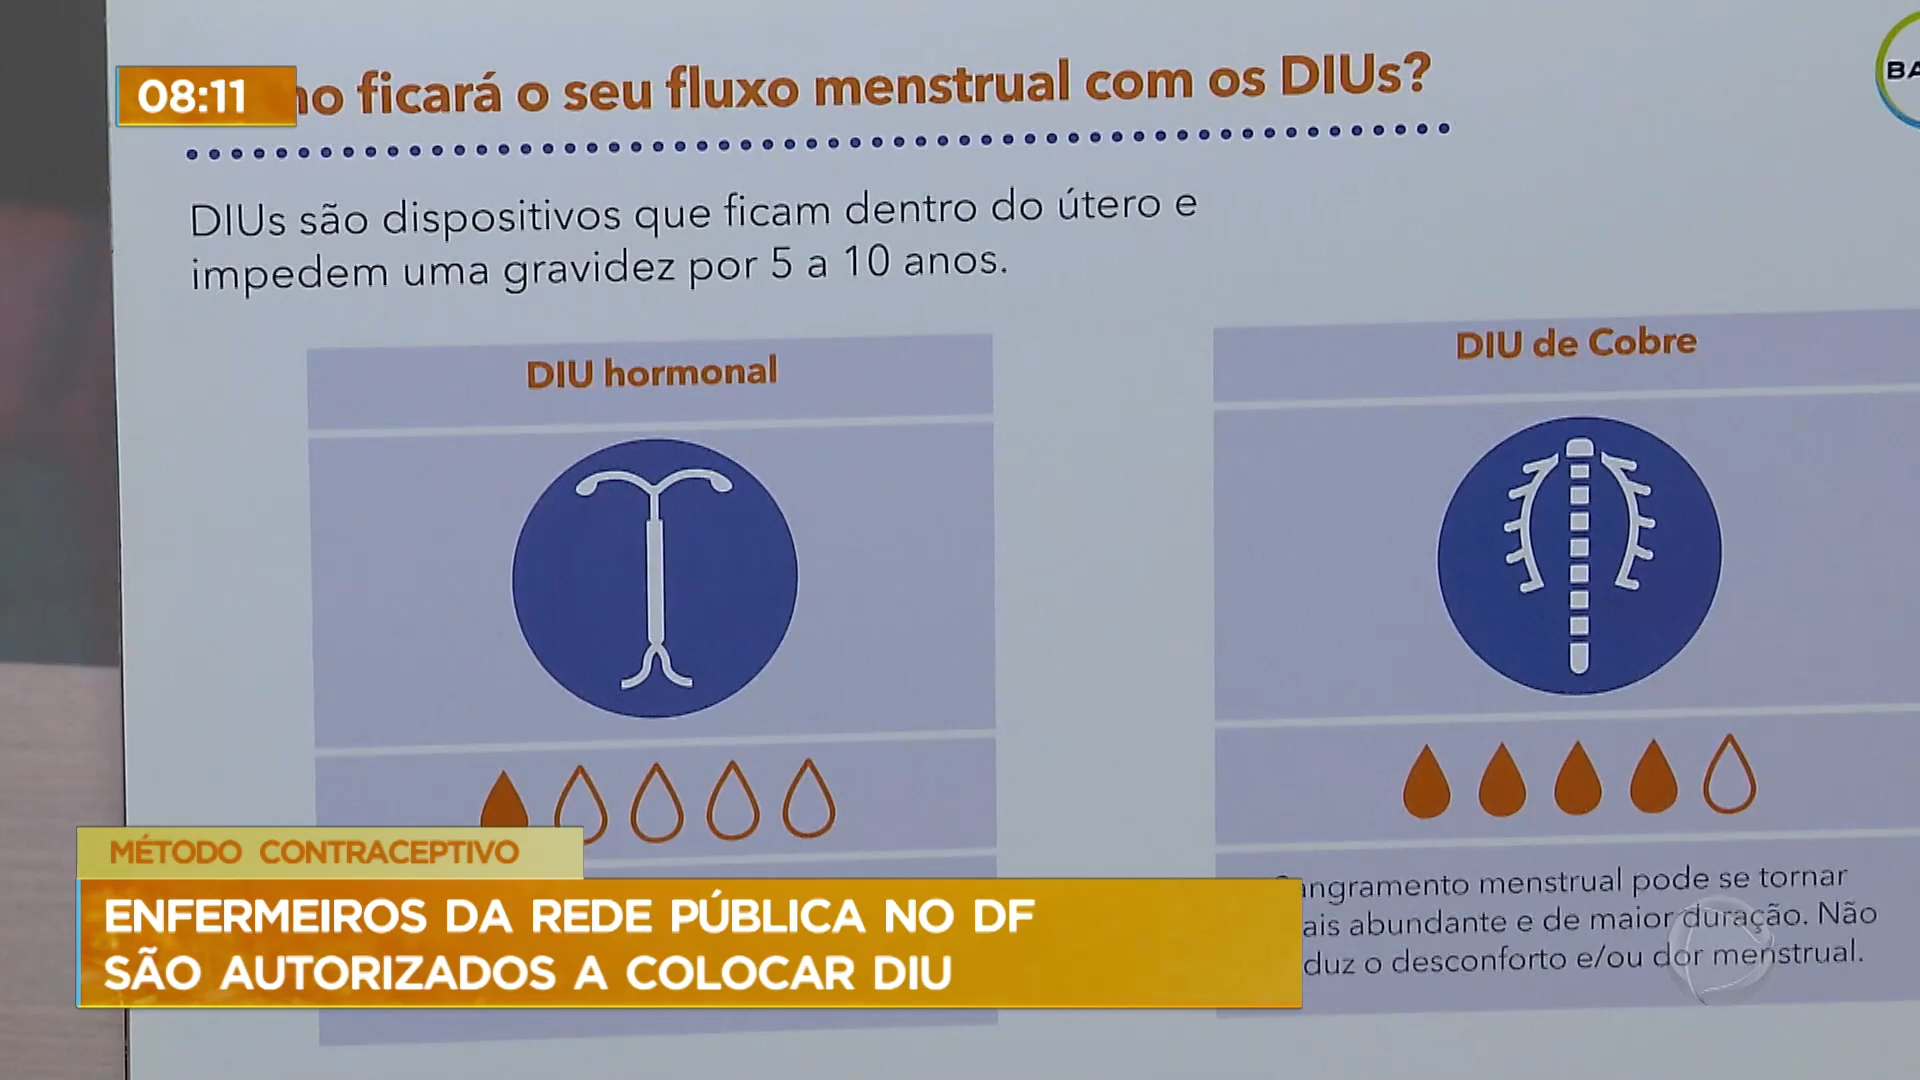 08:11
ficará o seu fluxo menstrual com os DIUs?
DIUs são dispositivos que ficam dentro do útero e
impedem uma gravidez por 5 a 10 anos.
DIU hormonal
DIU de Cobre
MÉTODO CONTRACEPTIVO
ENFERMEIROS DA REDE PÚBLICA NO DF
SÃO AUTORIZADOS A COLOCAR DIU
angramento menstrual pode se tornar
ais abundante e de maior duração. Não
duz o desconforto e/ou dor menstrual.